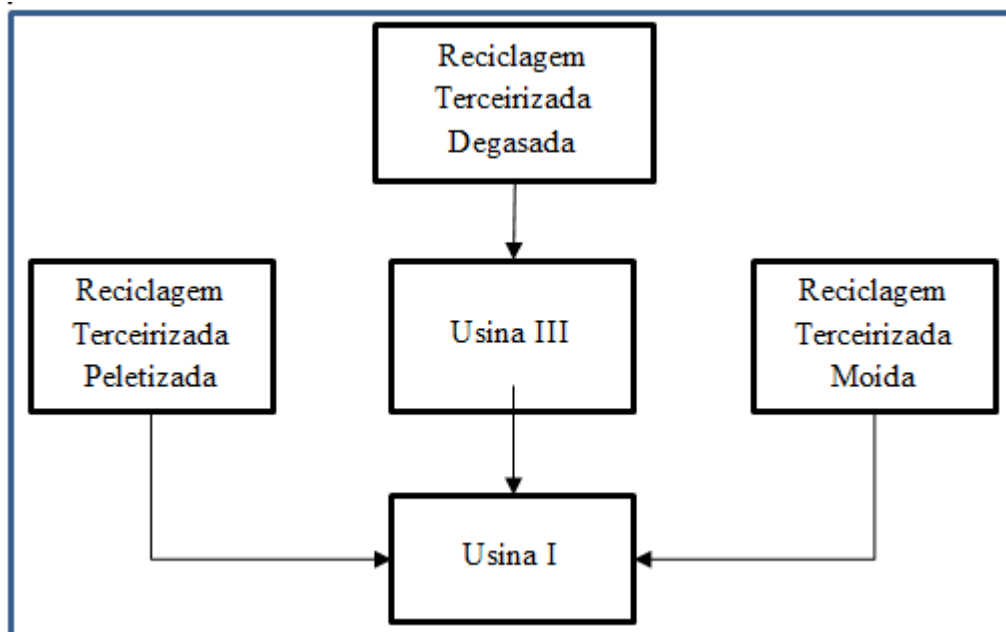 Reciclagem
Terceirizada
Degasada
Reciclagem
Terceirizada
Peletizada
Usina III
Reciclagem
Terceirizada
Moída
Usina I